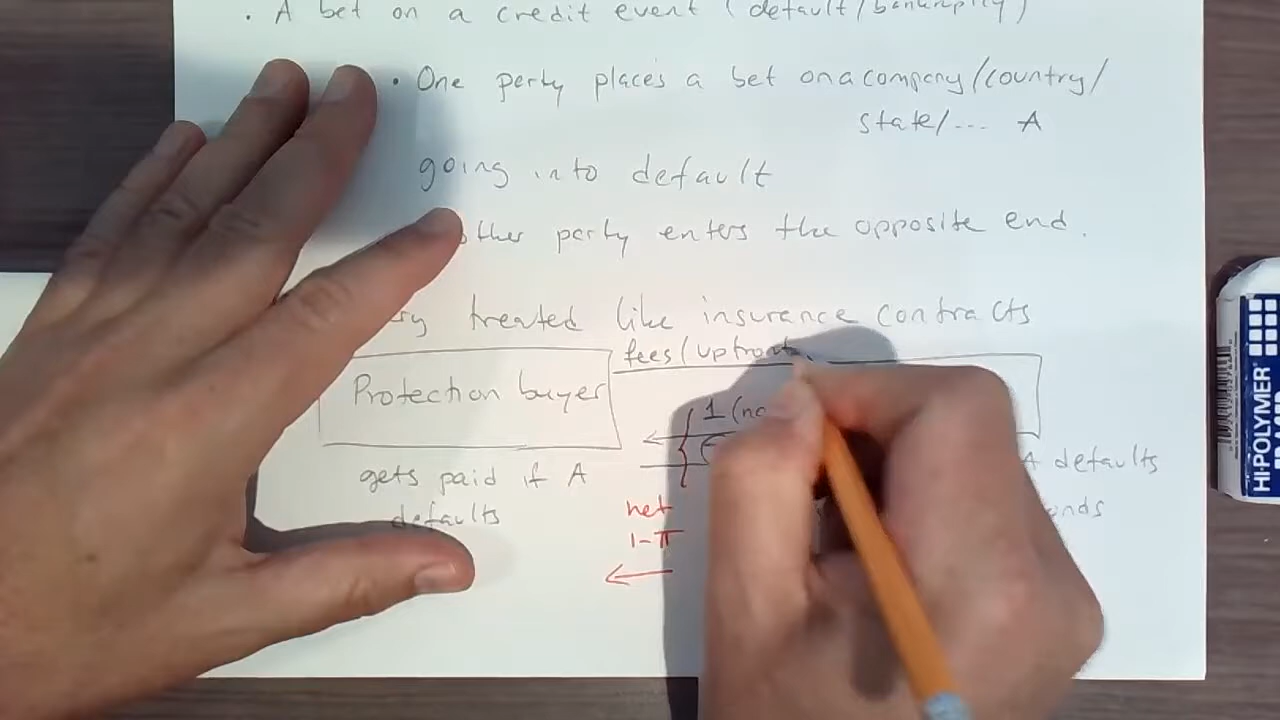 · A bet on a credit event (default/bankruptcy)
· One party places a bet on a company/country/
state/... A
going into default
other party enters the opposite end.
treated like insurance contracts
fees/upfront
Protection buyer
1 (no
gets paid if A
defaults
A defaults
net
1-π
HI-POLYMER